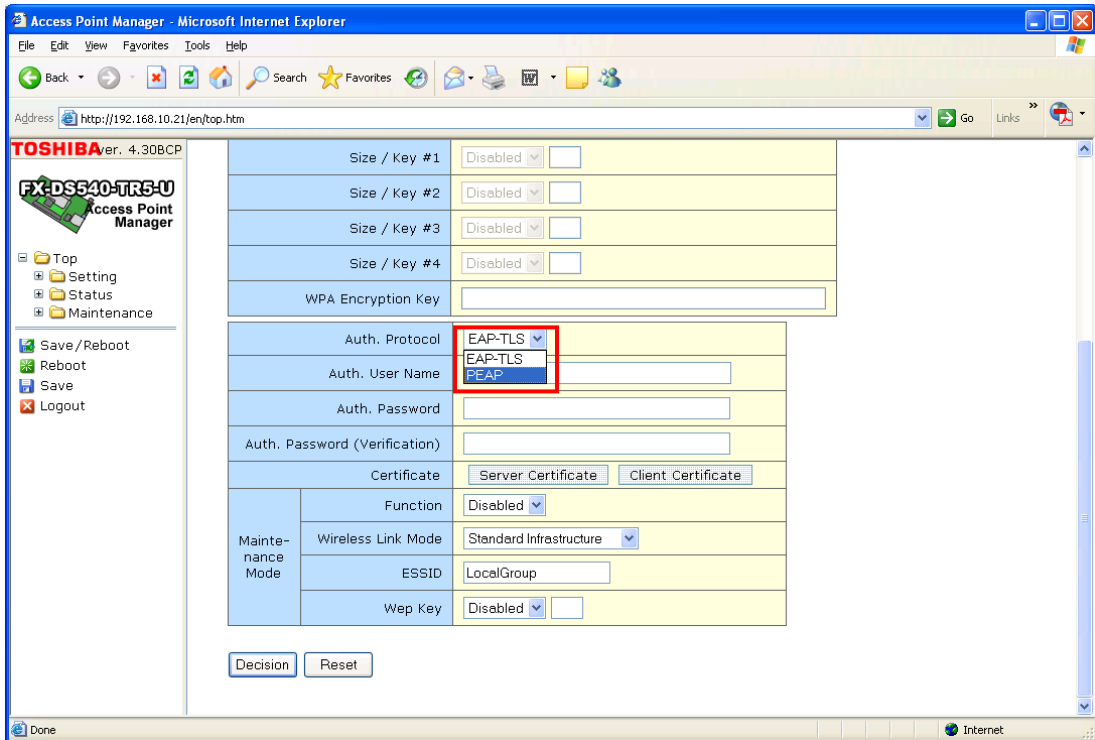 Access Point Manager - Microsoft Internet Explorer
File Edit View Favorites Tools Help
Back Search Favorites
Address http://192.168.10.21/en/top.htm Go Links »
TOSHIBA ver. 4.30BCP
FX-DS540-TR5-U
Access Point
Manager
Top
Setting
Status
Maintenance
Save/Reboot
Reboot
Save
Logout
Size / Key #1 Disabled
Size / Key #2 Disabled
Size / Key #3 Disabled
Size / Key #4 Disabled
WPA Encryption Key
Auth. Protocol EAP-TLS
EAP-TLS
PEAP
Auth. User Name
Auth. Password
Auth. Password (Verification)
Certificate Server Certificate Client Certificate
Mainte-
nance
Mode
Function Disabled
Wireless Link Mode Standard Infrastructure
ESSID LocalGroup
Wep Key Disabled
Decision Reset
Done Internet